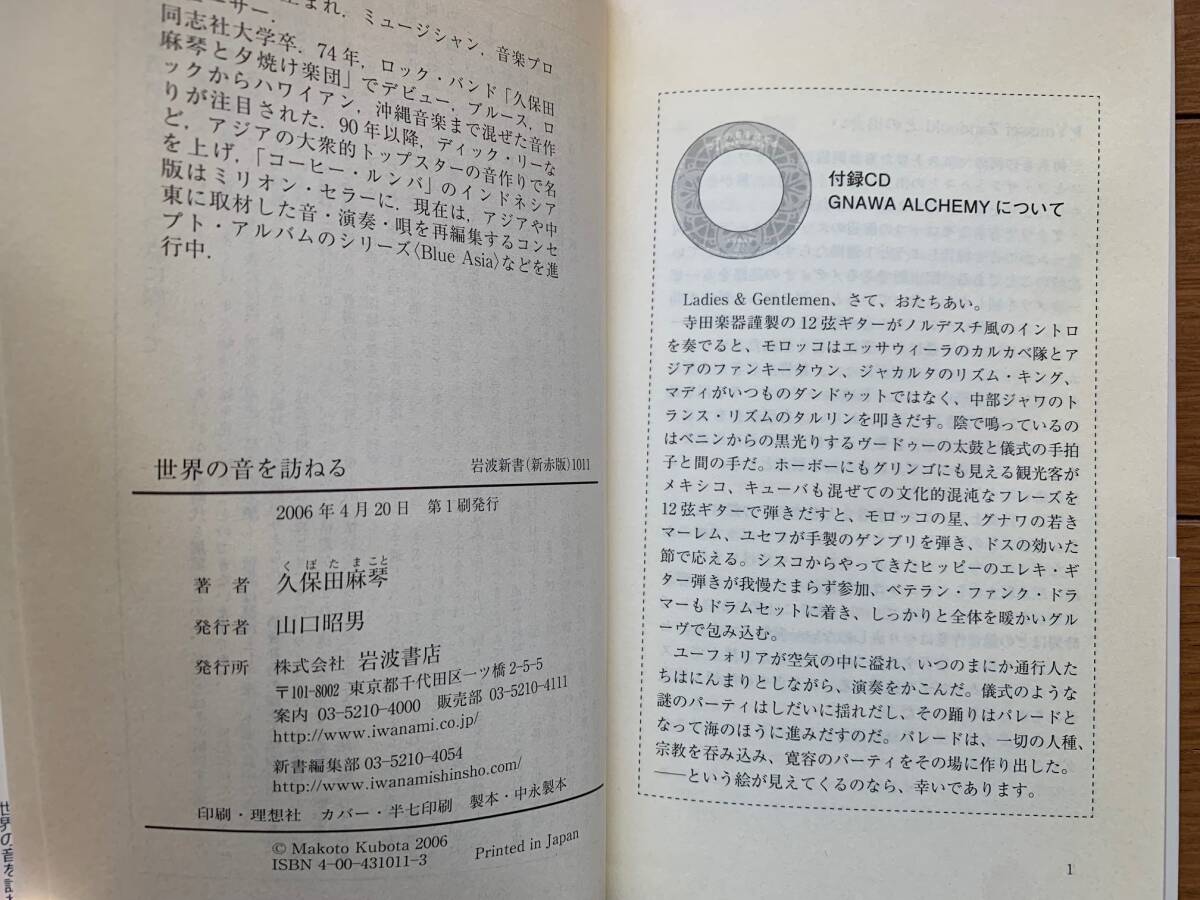 まれ，ミュージシャン，音楽プロ
ーサー．
同志社大学卒．74年，ロック・バンド「久保田
麻琴と夕焼け楽団」でデビュー．ブルース，ロ
ックからハワイアン，沖縄音楽まで混ぜた音作
りが注目された．90年以降，ディック・リーな
ど，アジアの大衆的トップスターの音作りで名
を上げ，「コーヒー・ルンバ」のインドネシア
版はミリオン・セラーに．現在は，アジアや中
東に取材した音・演奏・唄を再編集するコンセ
プト・アルバムのシリーズ〈Blue Asia〉などを進
行中．
世界の音を訪ねる 岩波新書(新赤版)1011
2006年4月20日 第1刷発行
くぼたまこと
著者 久保田麻琴
発行者 山口昭男
発行所 株式会社 岩波書店
〒101-8002 東京都千代田区一ツ橋2-5-5
案内 03-5210-4000 販売部 03-5210-4111
http://www.iwanami.co.jp/
新書編集部 03-5210-4054
http://www.iwanamishinsho.com/
印刷・理想社 カバー・半七印刷 製本・中永製本
© Makoto Kubota 2006
ISBN 4-00-431011-3 Printed in Japan
付録CD
GNAWA ALCHEMYについて
Ladies & Gentlemen、さて、おたちあい。
寺田楽器謹製の12弦ギターがノルデスチ風のイントロ
を奏でると、モロッコはエッサウィーラのカルカベ隊とア
ジアのファンキータウン、ジャカルタのリズム・キング、
マディがいつものダンドゥットではなく、中部ジャワのト
ランス・リズムのタルリンを叩きだす。陰で鳴っているの
はベニンからの黒光りするヴードゥーの太鼓と儀式の手拍
子と間の手だ。ホーボーにもグリンゴにも見える観光客が
メキシコ、キューバも混ぜての文化的混沌なフレーズを
12弦ギターで弾きだすと、モロッコの星、グナワの若き
マーレム、ユセフが手製のゲンブリを弾き、ドスの効いた
節で応える。シスコからやってきたヒッピーのエレキ・ギ
ター弾きが我慢たまらず参加、ベテラン・ファンク・ドラ
マーもドラムセットに着き、しっかりと全体を暖かいグル
ーヴで包み込む。
ユーフォリアが空気の中に溢れ、いつのまにか通行人た
ちはにんまりとしながら、演奏をかこんだ。儀式のような
謎のパーティはしだいに揺れだし、その踊りはパレードと
なって海のほうに進みだすのだ。パレードは、一切の人種、
宗教を呑み込み、寛容のパーティをその場に作り出した。
——という絵が見えてくるのなら、幸いであります。
1